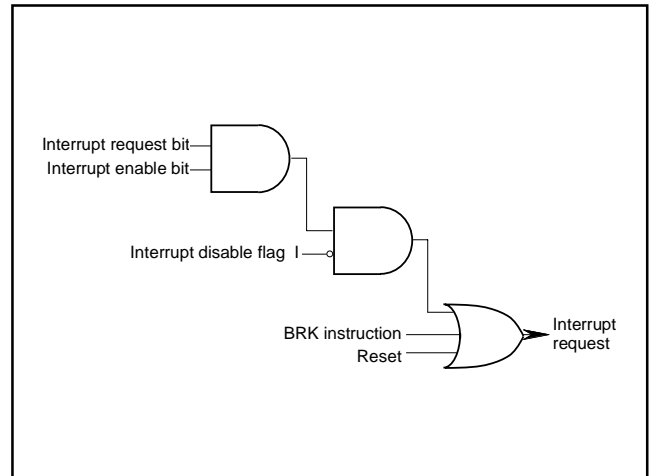 Interrupt request bit
Interrupt enable bit
Interrupt disable flag I
BRK instruction
Reset
Interrupt
request